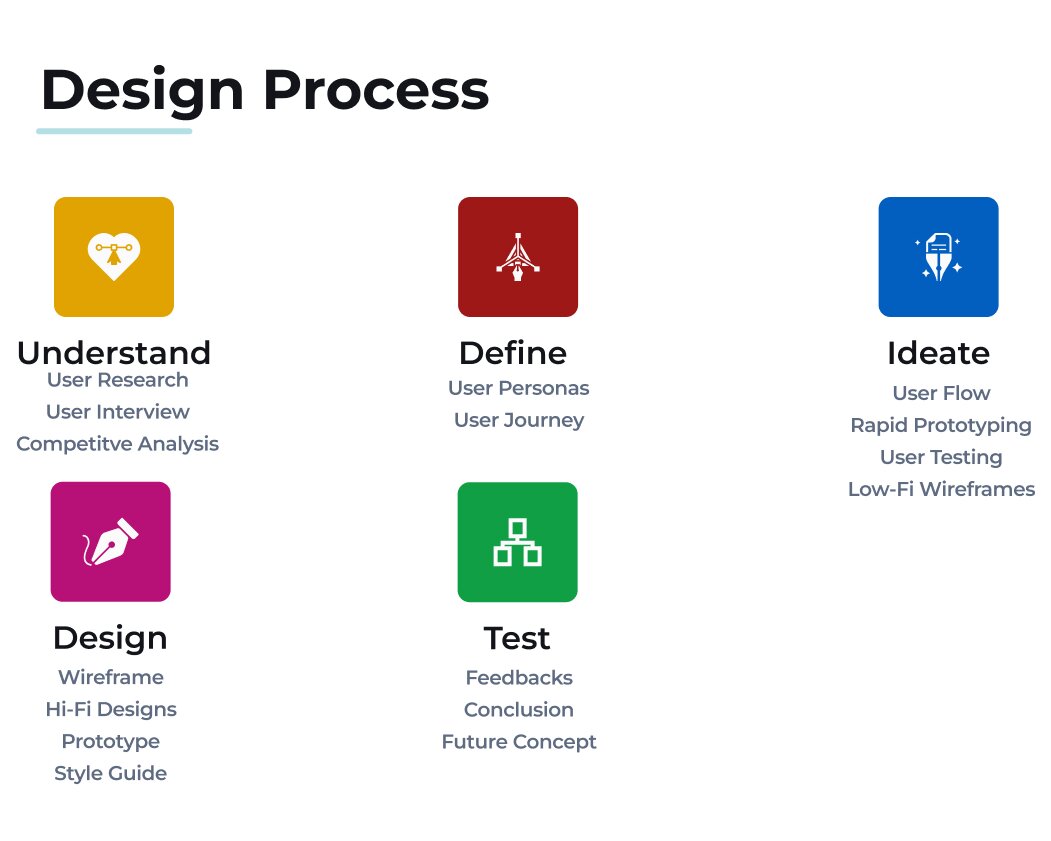 Design Process
Understand
User Research
User Interview
Competitve Analysis
Define
User Personas
User Journey
Ideate
User Flow
Rapid Prototyping
User Testing
Low-Fi Wireframes
Design
Wireframe
Hi-Fi Designs
Prototype
Style Guide
Test
Feedbacks
Conclusion
Future Concept